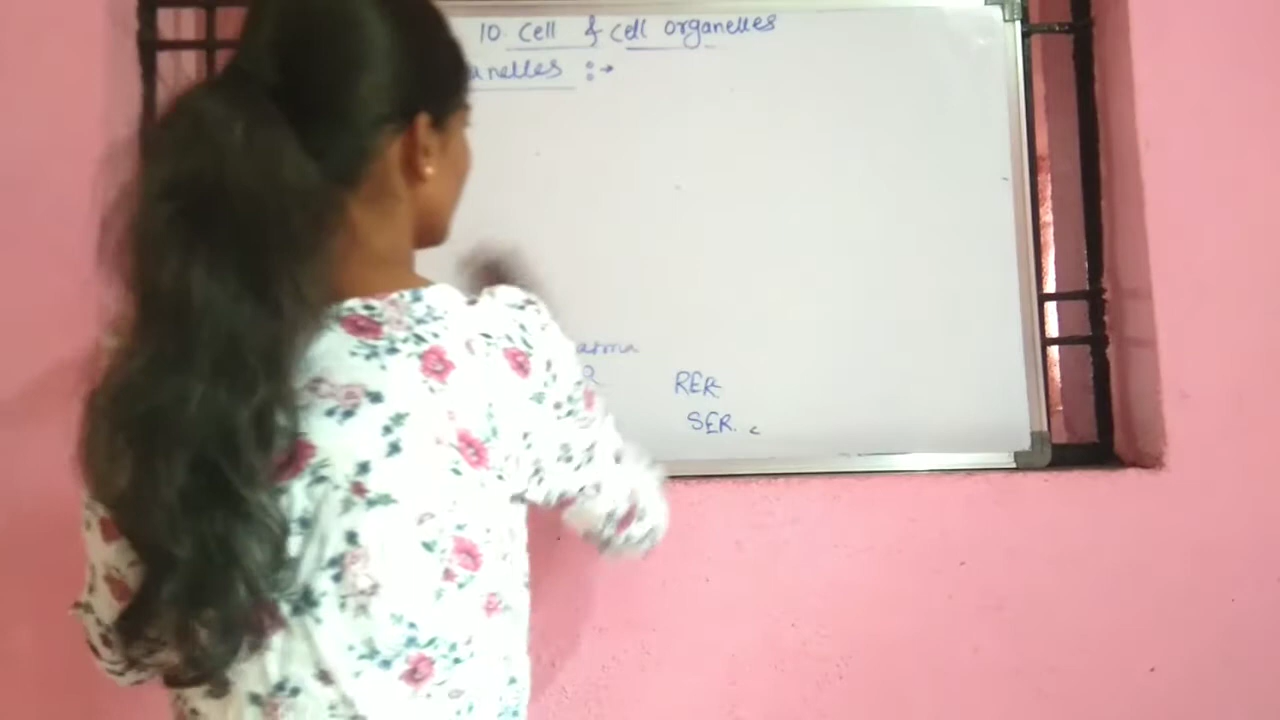 10. Cell & cell organelles
anelles :→
RER
SER.